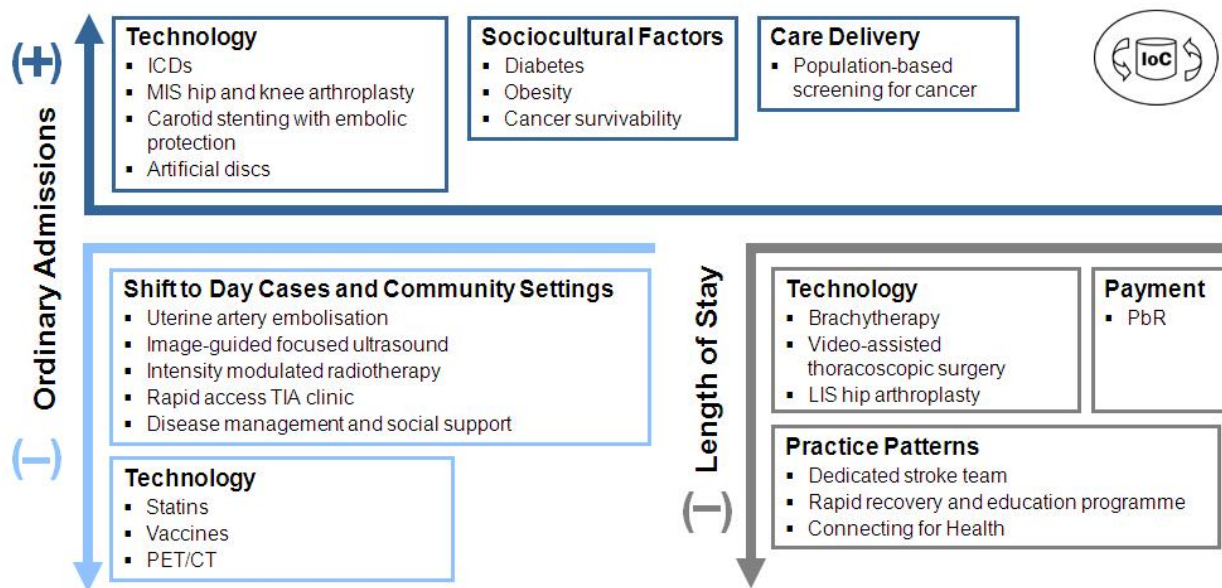 (+)
Ordinary Admissions
(−)
Technology
▪ ICDs
▪ MIS hip and knee arthroplasty
▪ Carotid stenting with embolic
protection
▪ Artificial discs
Sociocultural Factors
▪ Diabetes
▪ Obesity
▪ Cancer survivability
Care Delivery
▪ Population-based
screening for cancer
IoC
Shift to Day Cases and Community Settings
▪ Uterine artery embolisation
▪ Image-guided focused ultrasound
▪ Intensity modulated radiotherapy
▪ Rapid access TIA clinic
▪ Disease management and social support
Technology
▪ Statins
▪ Vaccines
▪ PET/CT
Length of Stay
(−)
Technology
▪ Brachytherapy
▪ Video-assisted
thoracoscopic surgery
▪ LIS hip arthroplasty
Payment
▪ PbR
Practice Patterns
▪ Dedicated stroke team
▪ Rapid recovery and education programme
▪ Connecting for Health